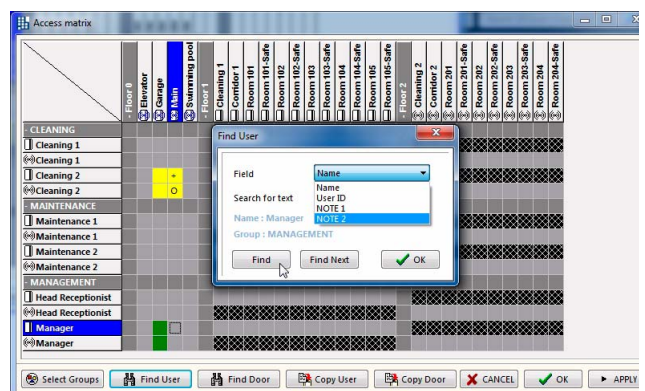 Access matrix
- Floor 0
Elevator
Garage
Main
Swimming pool
- Floor 1
Cleaning 1
Corridor 1
Room 101
Room 101-Safe
Room 102
Room 102-Safe
Room 103
Room 103-Safe
Room 104
Room 104-Safe
Room 105
Room 105-Safe
- Floor 2
Cleaning 2
Corridor 2
Room 201
Room 201-Safe
Room 202
Room 202-Safe
Room 203
Room 203-Safe
Room 204
Room 204-Safe
- CLEANING
Cleaning 1
Cleaning 1
Cleaning 2 +
Cleaning 2 O
- MAINTENANCE
Maintenance 1
Maintenance 1
Maintenance 2
Maintenance 2
- MANAGEMENT
Head Receptionist
Head Receptionist
Manager
Manager
Find User
Field Name
Name
User ID
NOTE 1
NOTE 2
Search for text
Name : Manager
Group : MANAGEMENT
Find Find Next OK
Select Groups Find User Find Door Copy User Copy Door CANCEL OK APPLY